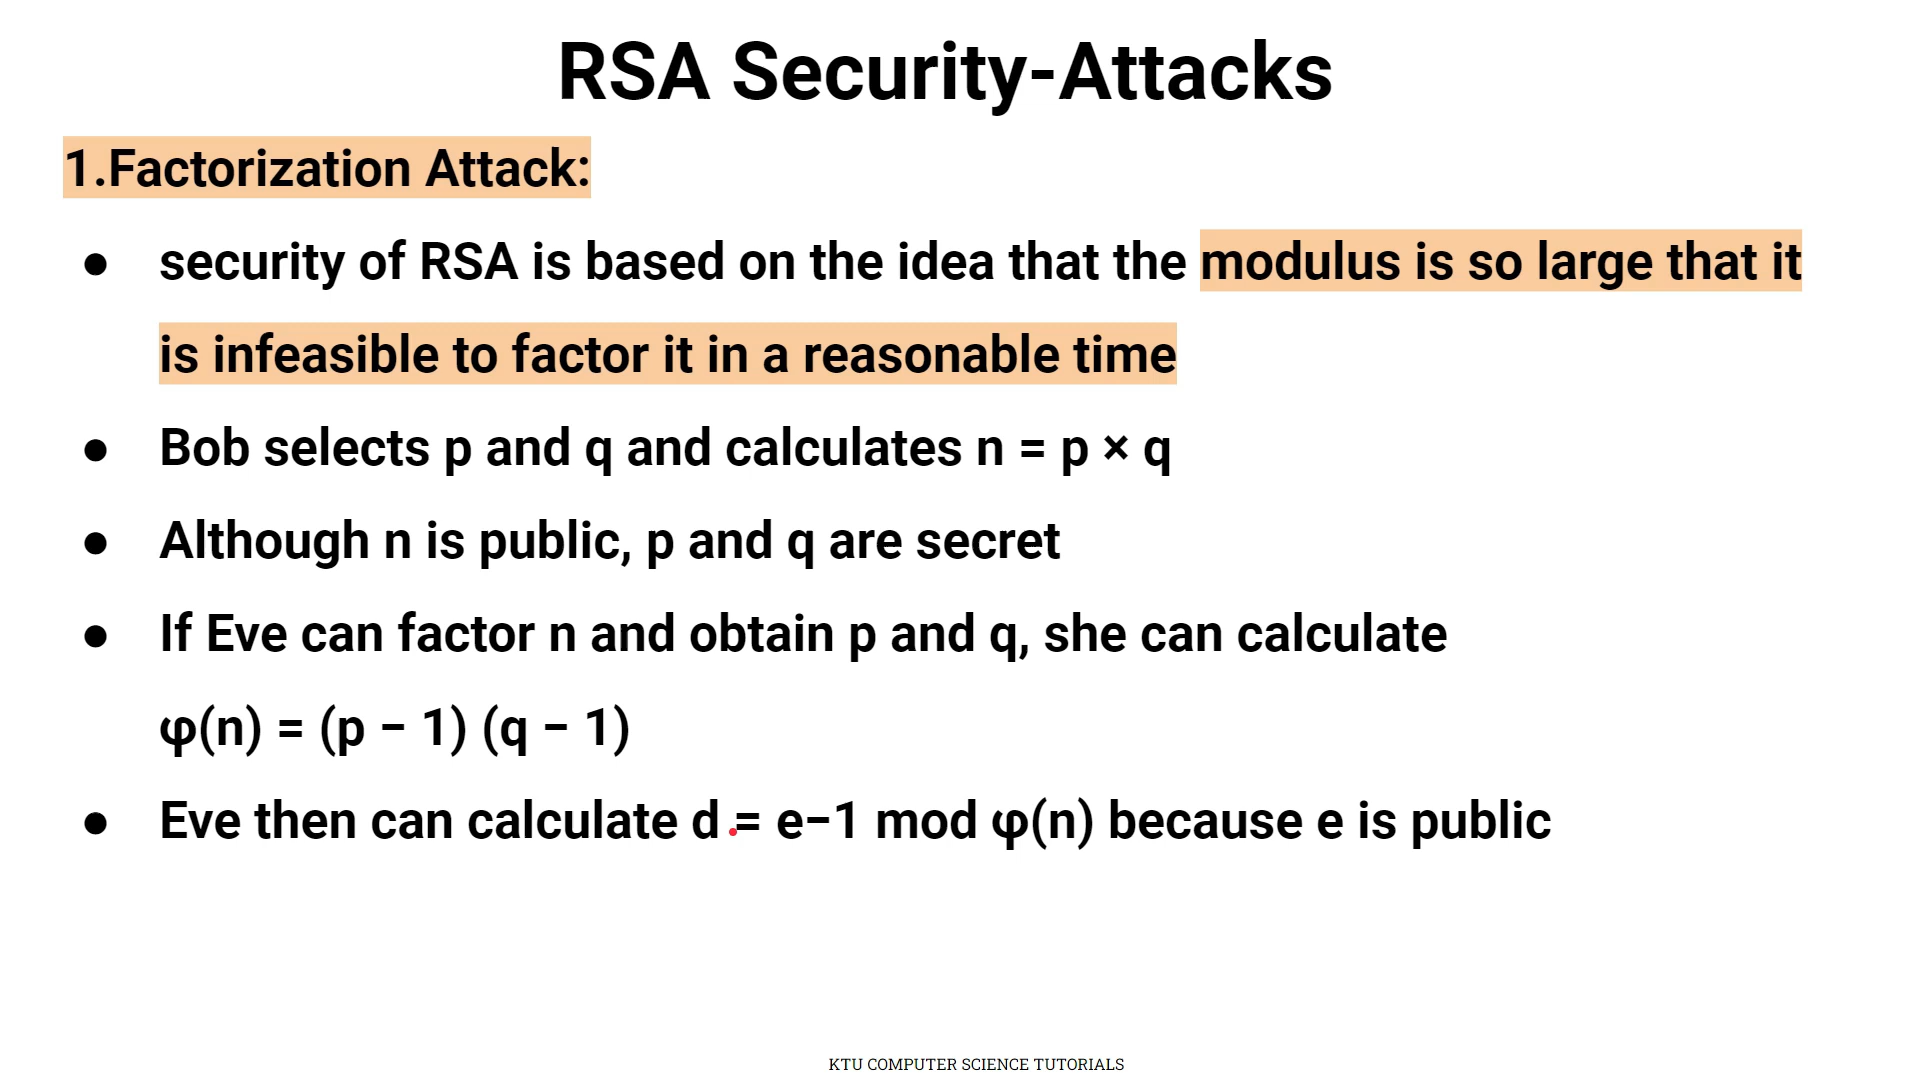 RSA Security-Attacks
1.Factorization Attack:
● security of RSA is based on the idea that the modulus is so large that it
is infeasible to factor it in a reasonable time
● Bob selects p and q and calculates n = p × q
● Although n is public, p and q are secret
● If Eve can factor n and obtain p and q, she can calculate
φ(n) = (p − 1) (q − 1)
● Eve then can calculate d = e−1 mod φ(n) because e is public
KTU COMPUTER SCIENCE TUTORIALS